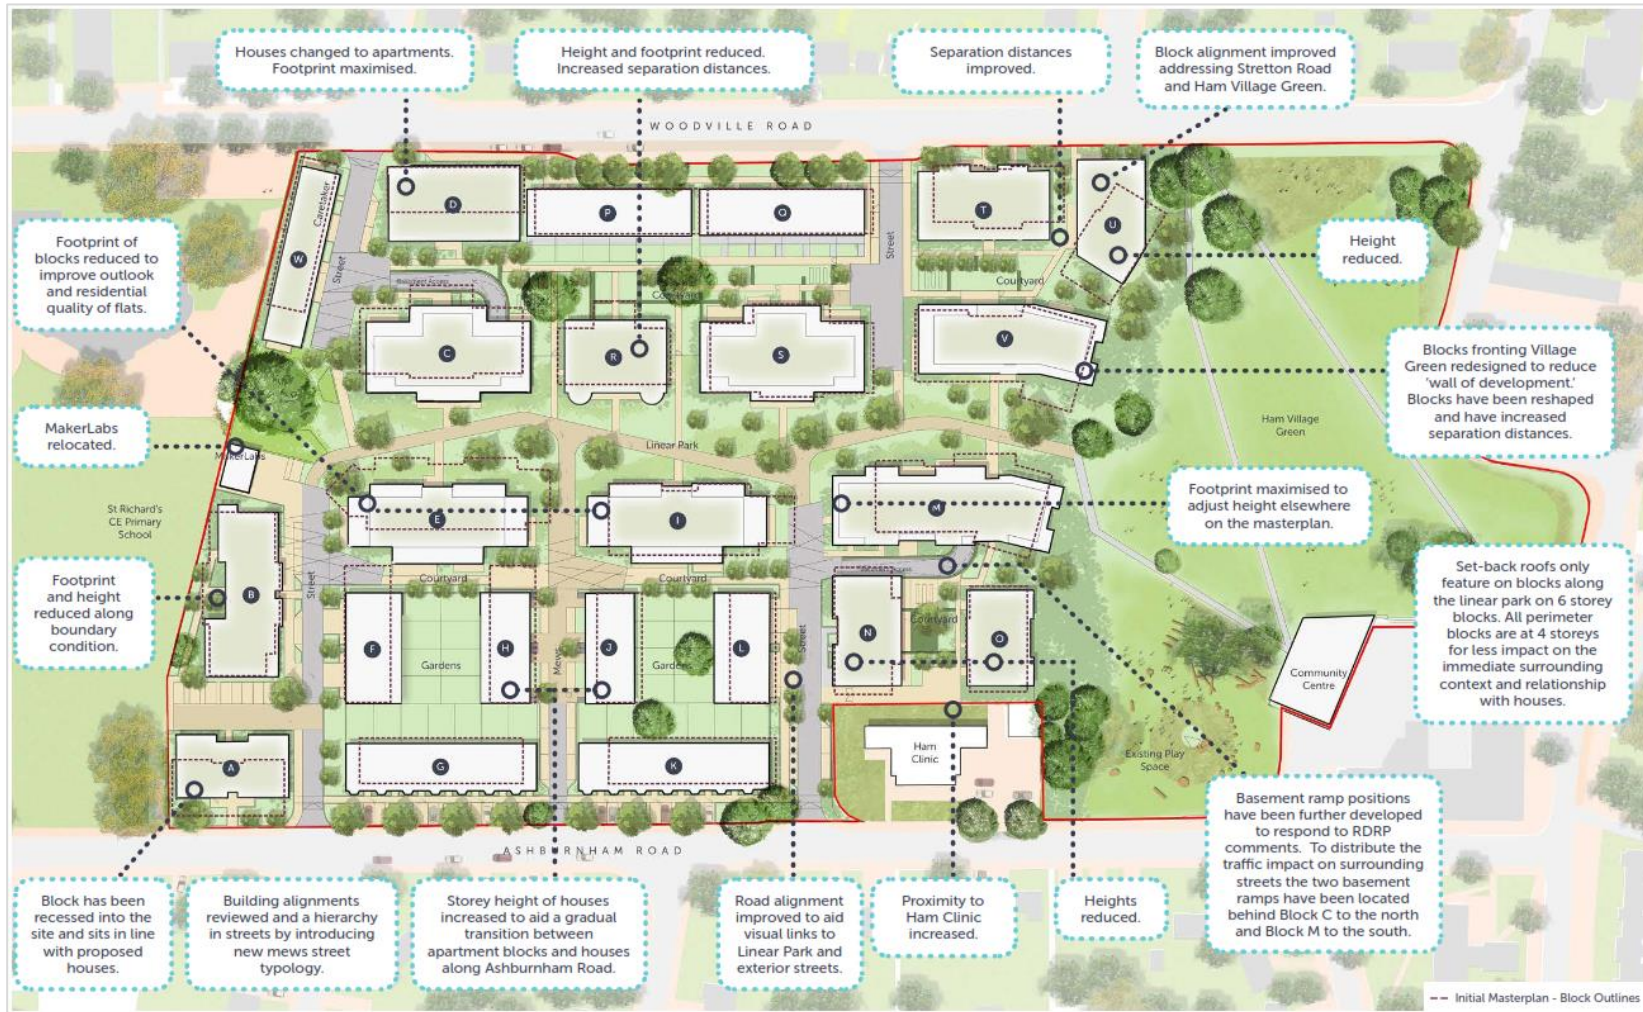 Houses changed to apartments.
Footprint maximised.
Height and footprint reduced.
Increased separation distances.
Separation distances
improved.
Block alignment improved
addressing Stretton Road
and Ham Village Green.
WOODVILLE ROAD
Footprint of
blocks reduced to
improve outlook
and residential
quality of flats.
Caretaker
W
Street
D
P
Q
Street
T
U
Height
reduced.
Courtyard
Courtyard
C
R
S
V
Blocks fronting Village
Green redesigned to reduce
'wall of development.'
Blocks have been reshaped
and have increased
separation distances.
MakerLabs
relocated.
MakerLabs
Linear Park
Ham Village
Green
St Richard's
CE Primary
School
E
I
M
Footprint maximised to
adjust height elsewhere
on the masterplan.
Footprint
and height
reduced along
boundary
condition.
B
Street
Courtyard
Courtyard
Courtyard
F
Gardens
H
Mews
J
Gardens
L
Street
N
O
Set-back roofs only
feature on blocks along
the linear park on 6 storey
blocks. All perimeter
blocks are at 4 storeys
for less impact on the
immediate surrounding
context and relationship
with houses.
Community
Centre
A
G
K
Ham
Clinic
Existing Play
Space
ASHBURNHAM ROAD
Basement ramp positions
have been further developed
to respond to RDRP
comments. To distribute the
traffic impact on surrounding
streets the two basement
ramps have been located
behind Block C to the north
and Block M to the south.
Block has been
recessed into the
site and sits in line
with proposed
houses.
Building alignments
reviewed and a hierarchy
in streets by introducing
new mews street
typology.
Storey height of houses
increased to aid a gradual
transition between
apartment blocks and houses
along Ashburnham Road.
Road alignment
improved to aid
visual links to
Linear Park and
exterior streets.
Proximity to
Ham Clinic
increased.
Heights
reduced.
Initial Masterplan - Block Outlines